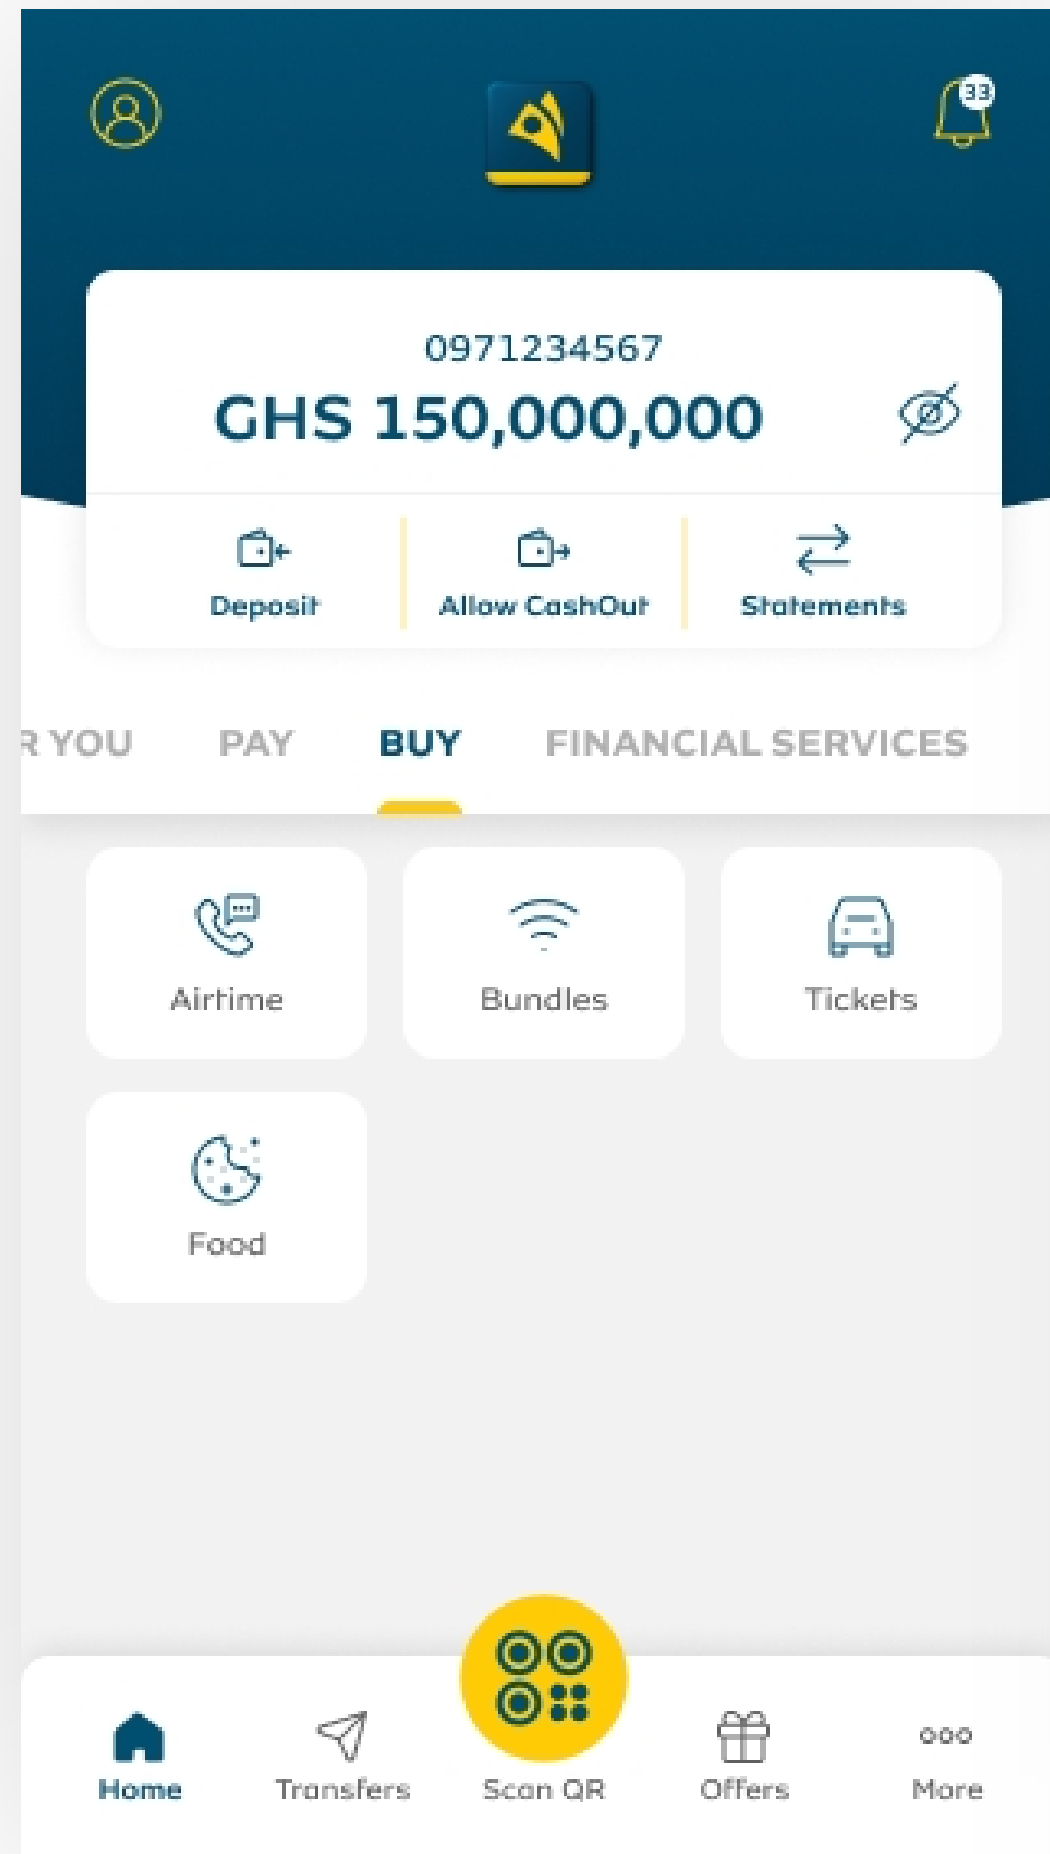 33
0971234567
GHS 150,000,000
Deposit
Allow CashOut
Statements
R YOU PAY BUY FINANCIAL SERVICES
Airtime
Bundles
Tickets
Food
Home
Transfers
Scan QR
Offers
More